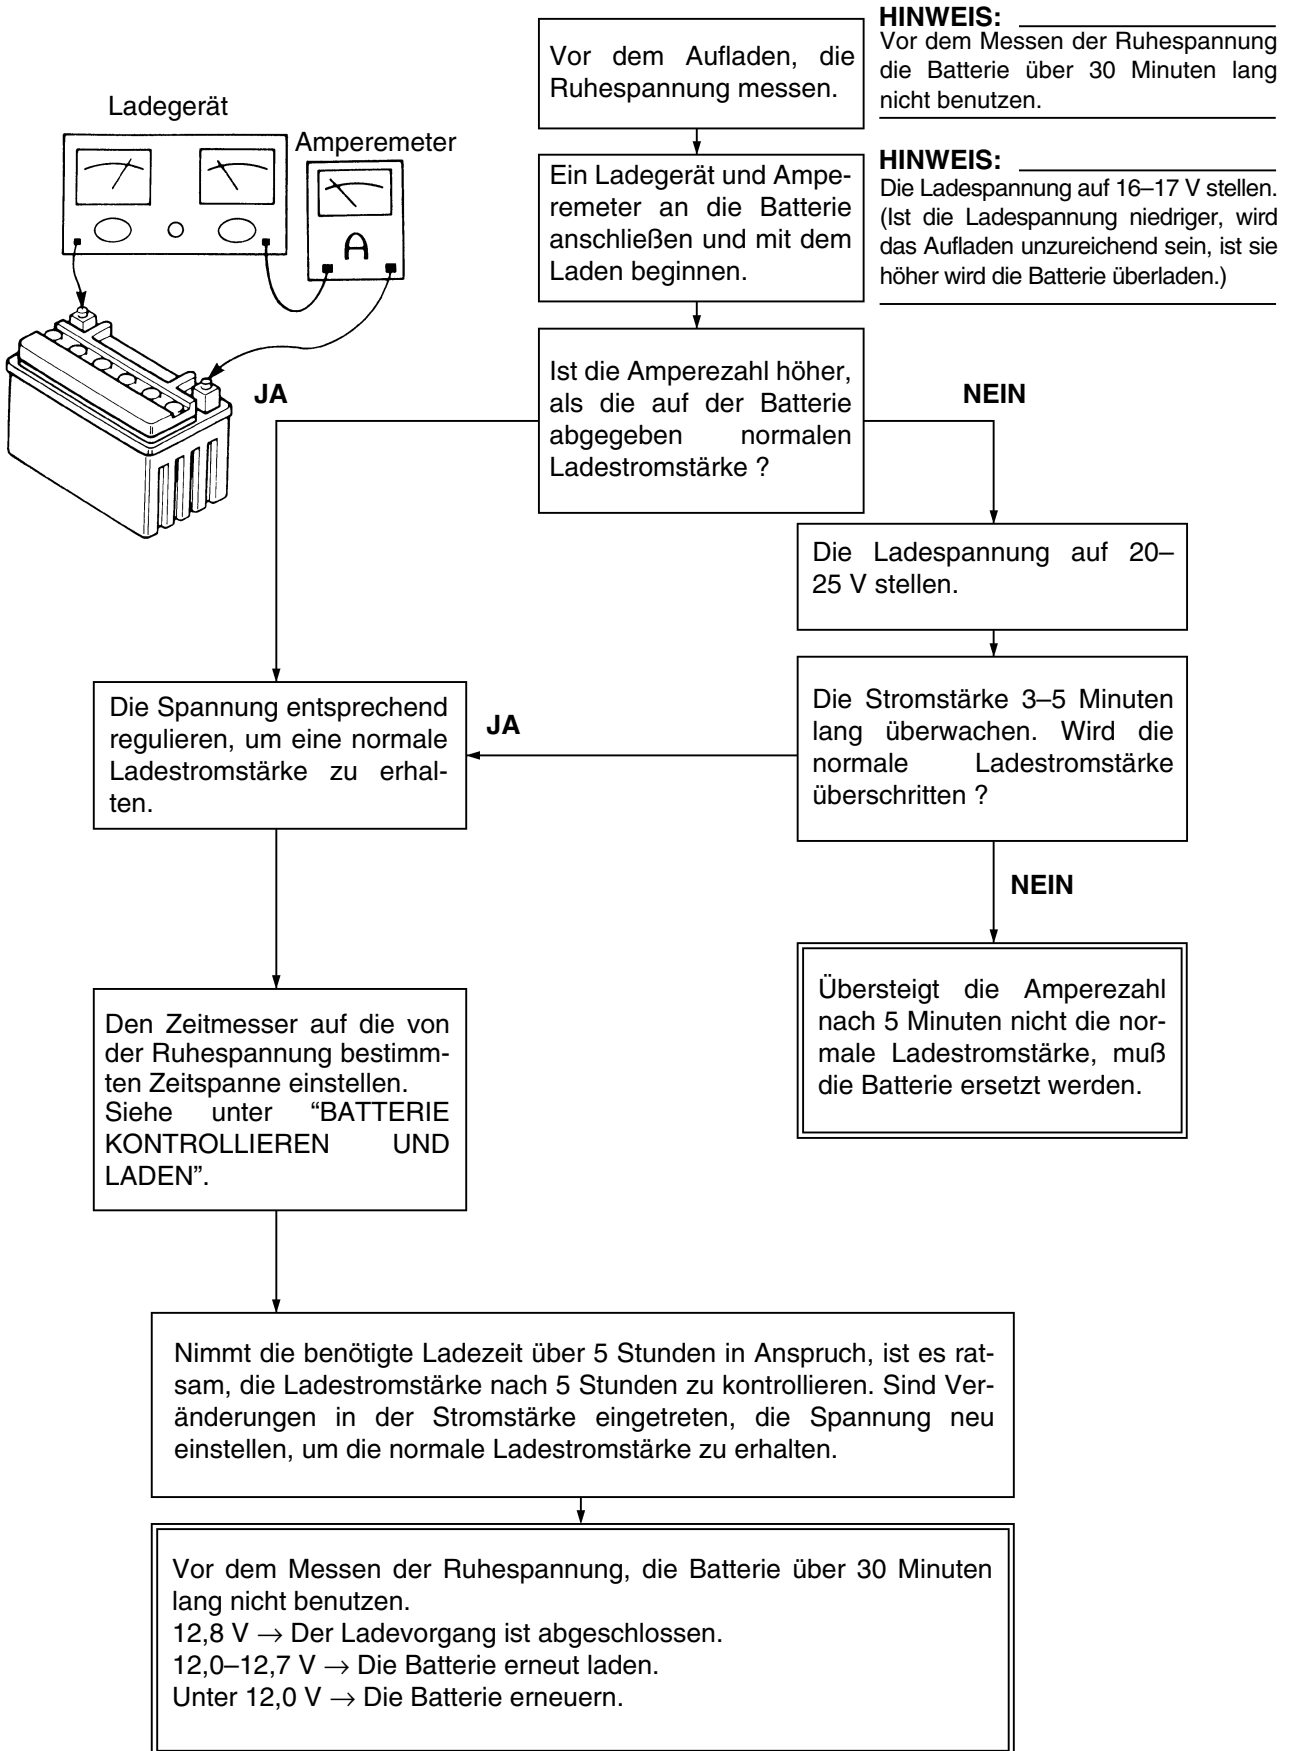 HINWEIS:
Vor dem Messen der Ruhespannung
die Batterie über 30 Minuten lang
nicht benutzen.
Vor dem Aufladen, die
Ruhespannung messen.
Ladegerät
Amperemeter
A
HINWEIS:
Die Ladespannung auf 16–17 V stellen.
(Ist die Ladespannung niedriger, wird
das Aufladen unzureichend sein, ist sie
höher wird die Batterie überladen.)
Ein Ladegerät und Ampe-
remeter an die Batterie
anschließen und mit dem
Laden beginnen.
Ist die Amperezahl höher,
als die auf der Batterie
abgegeben normalen
Ladestromstärke ?
JA
NEIN
Die Ladespannung auf 20–
25 V stellen.
Die Stromstärke 3–5 Minuten
lang überwachen. Wird die
normale Ladestromstärke
überschritten ?
JA
Die Spannung entsprechend
regulieren, um eine normale
Ladestromstärke zu erhal-
ten.
NEIN
Übersteigt die Amperezahl
nach 5 Minuten nicht die nor-
male Ladestromstärke, muß
die Batterie ersetzt werden.
Den Zeitmesser auf die von
der Ruhespannung bestimm-
ten Zeitspanne einstellen.
Siehe unter “BATTERIE
KONTROLLIEREN UND
LADEN”.
Nimmt die benötigte Ladezeit über 5 Stunden in Anspruch, ist es rat-
sam, die Ladestromstärke nach 5 Stunden zu kontrollieren. Sind Ver-
änderungen in der Stromstärke eingetreten, die Spannung neu
einstellen, um die normale Ladestromstärke zu erhalten.
Vor dem Messen der Ruhespannung, die Batterie über 30 Minuten
lang nicht benutzen.
12,8 V → Der Ladevorgang ist abgeschlossen.
12,0–12,7 V → Die Batterie erneut laden.
Unter 12,0 V → Die Batterie erneuern.